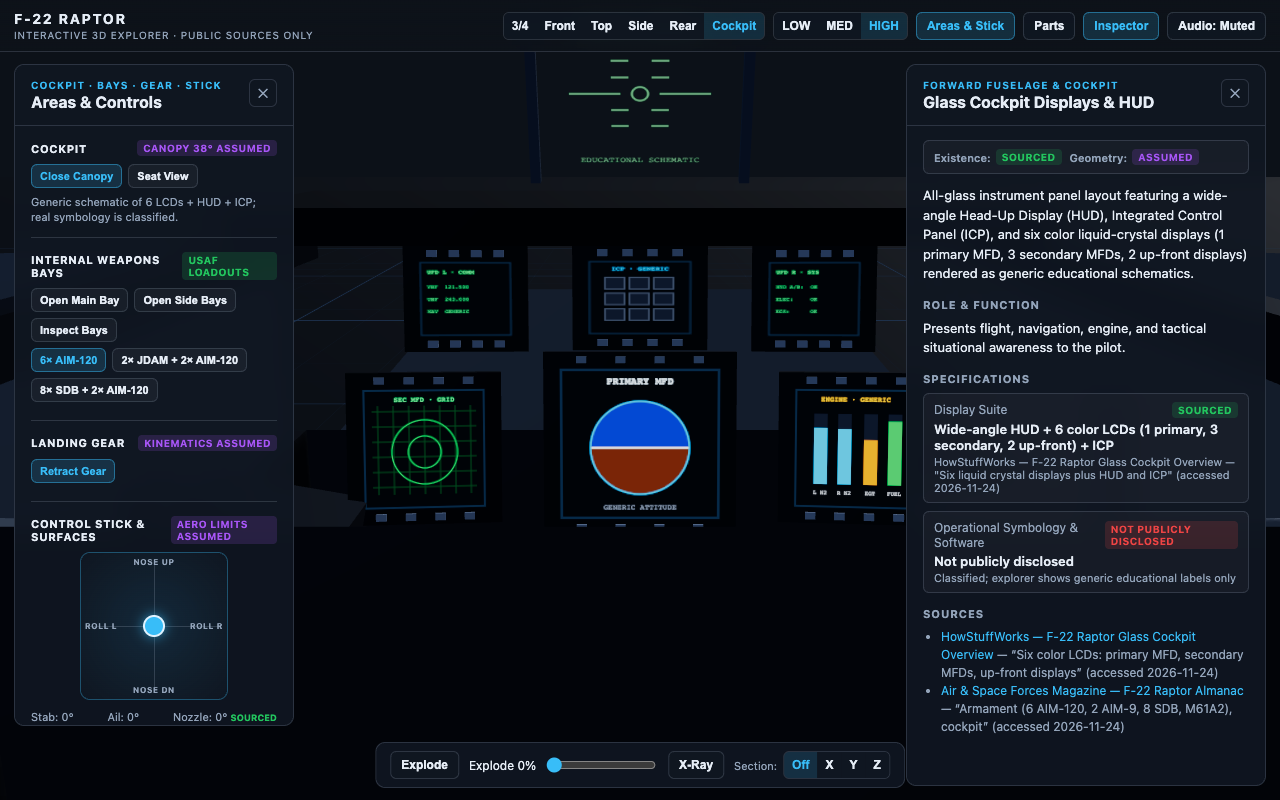 F-22 RAPTOR
INTERACTIVE 3D EXPLORER · PUBLIC SOURCES ONLY
3/4 Front Top Side Rear Cockpit
LOW MED HIGH
Areas & Stick
Parts
Inspector
Audio: Muted
COCKPIT · BAYS · GEAR · STICK
Areas & Controls
COCKPIT
CANOPY 38° ASSUMED
Close Canopy
Seat View
Generic schematic of 6 LCDs + HUD + ICP;
real symbology is classified.
INTERNAL WEAPONS
BAYS
USAF
LOADOUTS
Open Main Bay
Open Side Bays
Inspect Bays
6× AIM-120
2× JDAM + 2× AIM-120
8× SDB + 2× AIM-120
LANDING GEAR
KINEMATICS ASSUMED
Retract Gear
CONTROL STICK &
SURFACES
AERO LIMITS
ASSUMED
NOSE UP
ROLL L
ROLL R
NOSE DN
Stab: 0°
Ail: 0°
Nozzle: 0° SOURCED
EDUCATIONAL SCHEMATIC
UFD L · COMM
ICP · GENERIC
UFD R · STS
SEC MFD · GRID
PRIMARY MFD
GENERIC ATTITUDE
ENGINE · GENERIC
L N2 R N2 EGT FUEL
Explode
Explode 0%
X-Ray
Section:
Off X Y Z
FORWARD FUSELAGE & COCKPIT
Glass Cockpit Displays & HUD
Existence: SOURCED Geometry: ASSUMED
All-glass instrument panel layout featuring a wide-
angle Head-Up Display (HUD), Integrated Control
Panel (ICP), and six color liquid-crystal displays (1
primary MFD, 3 secondary MFDs, 2 up-front displays)
rendered as generic educational schematics.
ROLE & FUNCTION
Presents flight, navigation, engine, and tactical
situational awareness to the pilot.
SPECIFICATIONS
Display Suite
SOURCED
Wide-angle HUD + 6 color LCDs (1 primary, 3
secondary, 2 up-front) + ICP
HowStuffWorks — F-22 Raptor Glass Cockpit Overview —
"Six liquid crystal displays plus HUD and ICP" (accessed
2026-11-24)
Operational Symbology &
Software
NOT PUBLICLY
DISCLOSED
Not publicly disclosed
Classified; explorer shows generic educational labels only
SOURCES
HowStuffWorks — F-22 Raptor Glass Cockpit
Overview — "Six color LCDs: primary MFD, secondary
MFDs, up-front displays" (accessed 2026-11-24)
Air & Space Forces Magazine — F-22 Raptor Almanac
— "Armament (6 AIM-120, 2 AIM-9, 8 SDB, M61A2),
cockpit" (accessed 2026-11-24)